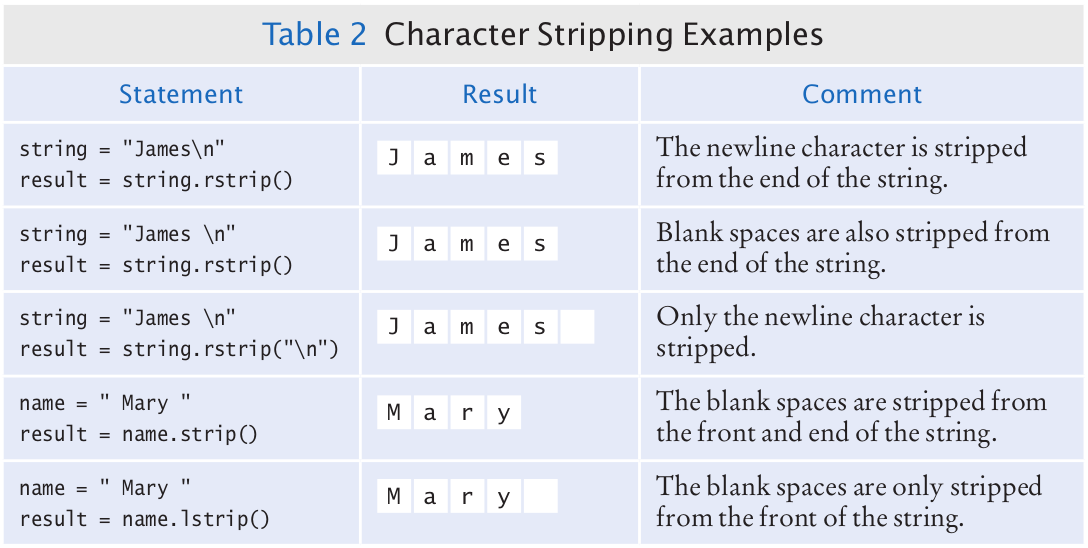 Table 2 Character Stripping Examples
Statement Result Comment
string = "James\n"
result = string.rstrip()
J a m e s
The newline character is stripped
from the end of the string.
string = "James \n"
result = string.rstrip()
J a m e s
Blank spaces are also stripped from
the end of the string.
string = "James \n"
result = string.rstrip("\n")
J a m e s
Only the newline character is
stripped.
name = " Mary "
result = name.strip()
M a r y
The blank spaces are stripped from
the front and end of the string.
name = " Mary "
result = name.lstrip()
M a r y
The blank spaces are only stripped
from the front of the string.